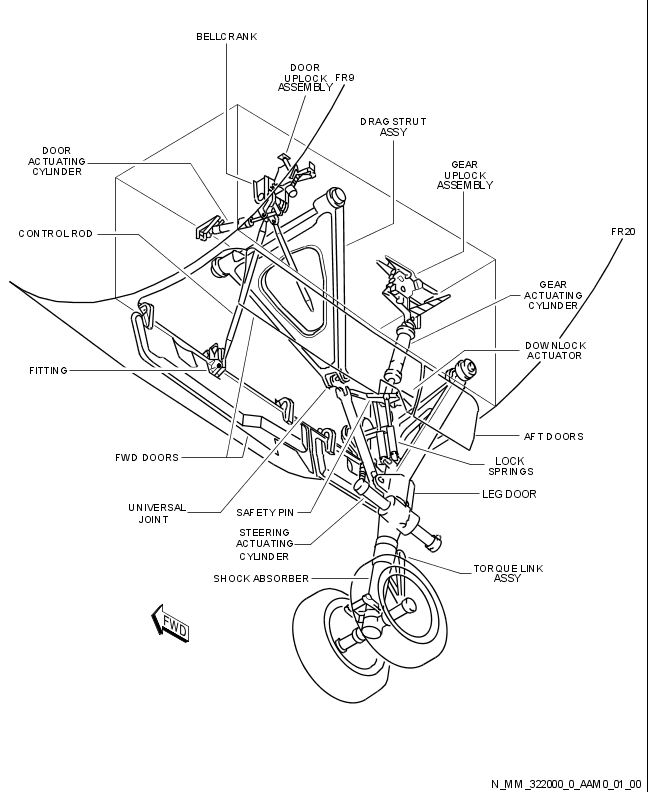 BELLCRANK
DOOR
UPLOCK
ASSEMBLY
FR9
DRAG STRUT
ASSY
DOOR
ACTUATING
CYLINDER
GEAR
UPLOCK
ASSEMBLY
CONTROL ROD
FR20
GEAR
ACTUATING
CYLINDER
DOWNLOCK
ACTUATOR
FITTING
AFT DOORS
FWD DOORS
LOCK
SPRINGS
LEG DOOR
UNIVERSAL
JOINT
SAFETY PIN
STEERING
ACTUATING
CYLINDER
SHOCK ABSORBER
TORQUE LINK
ASSY
FWD
N_MM_322000_0_AAM0_01_00